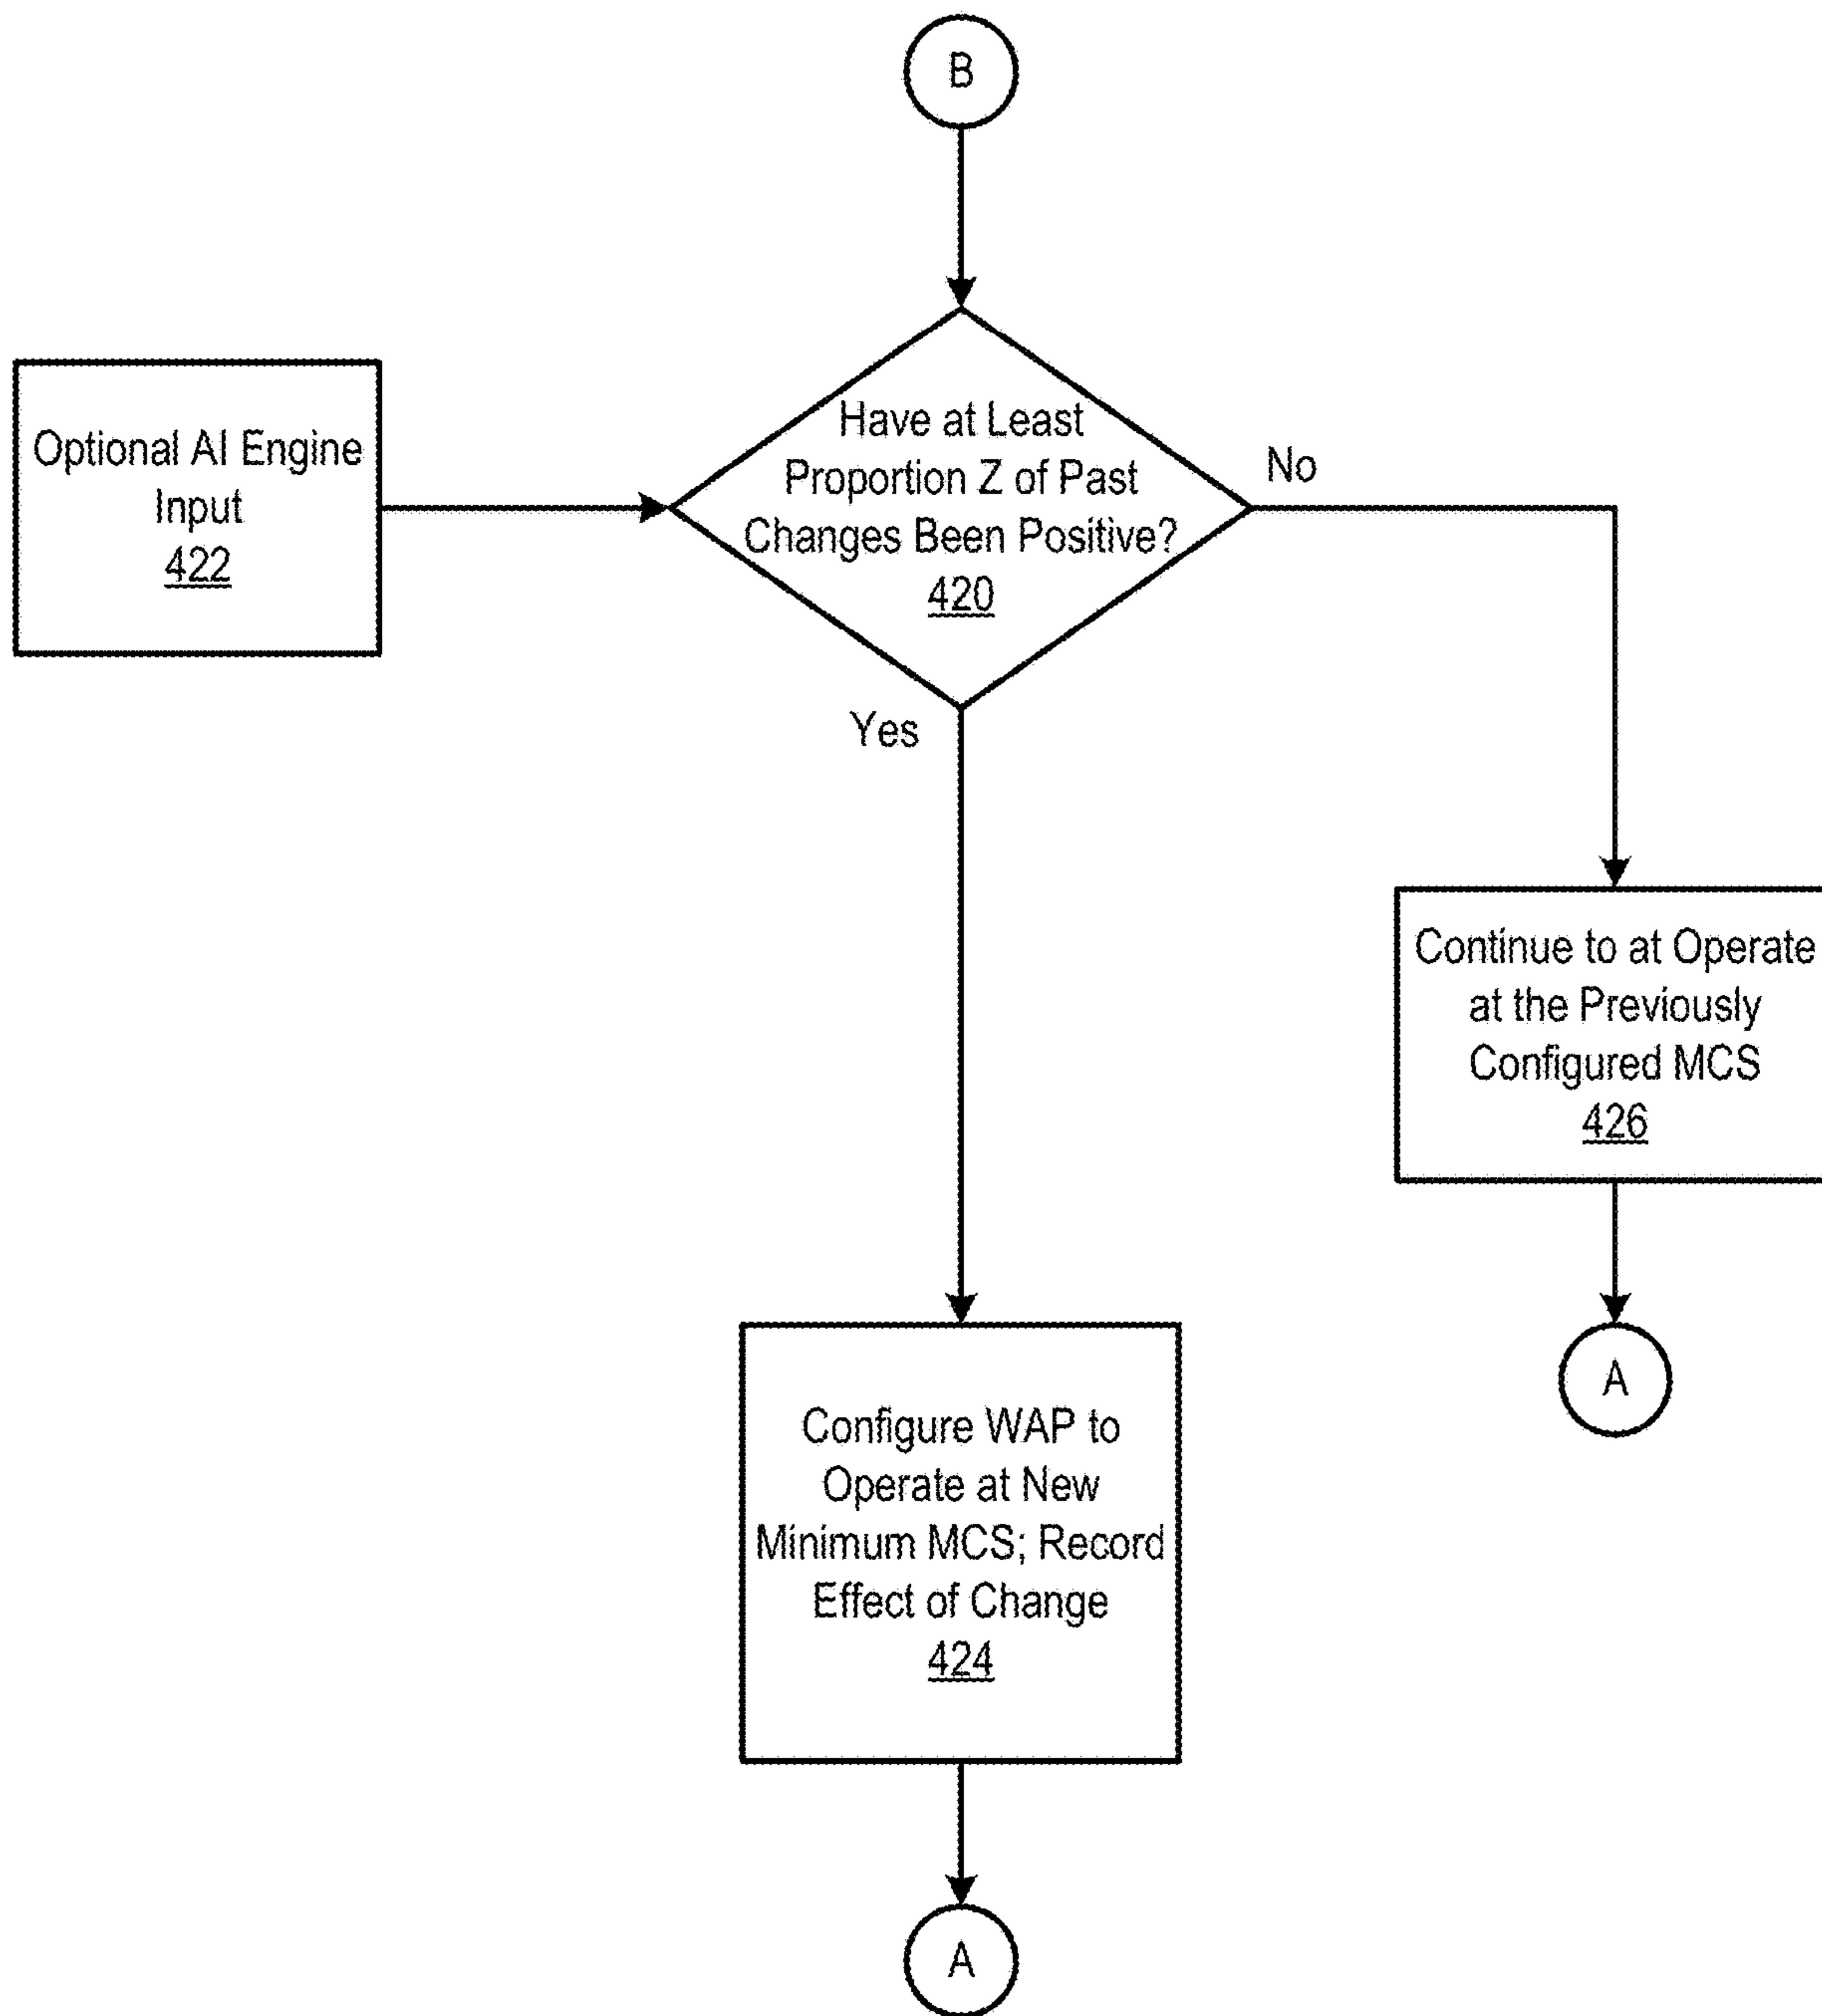 B
Optional AI Engine
Input
422
Have at Least
Proportion Z of Past
Changes Been Positive?
420
No
Yes
Continue to at Operate
at the Previously
Configured MCS
426
A
Configure WAP to
Operate at New
Minimum MCS; Record
Effect of Change
424
A